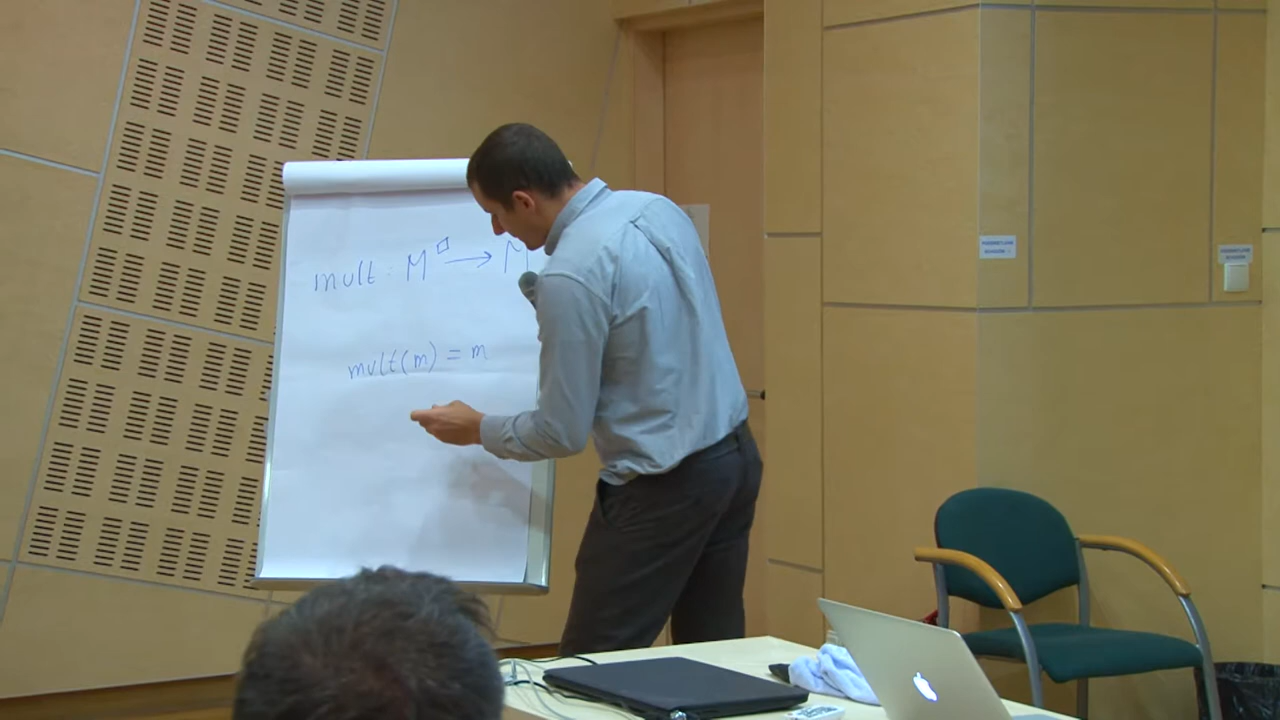 mult : M□ → M
mult(m) = m